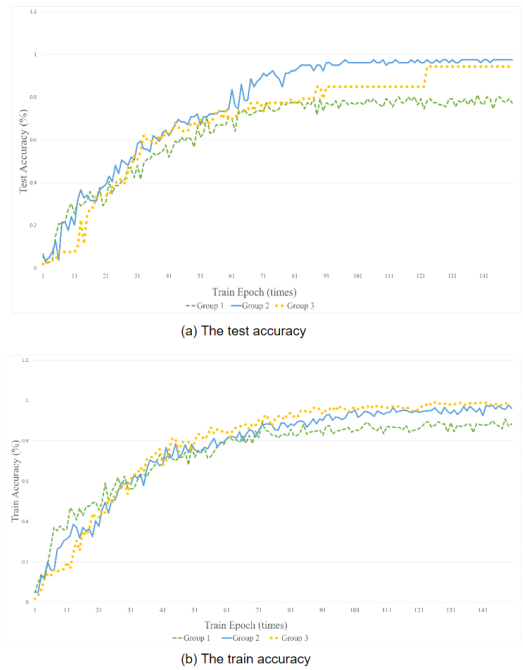 1.2
1
0.8
0.6
0.4
0.2
0
Test Accuracy (%)
1 11 21 31 41 51 61 71 81 91 101 111 121 131 141
Train Epoch (times)
Group 1 Group 2 Group 3
(a) The test accuracy
1.2
1
0.8
0.6
0.4
0.2
0
Train Accuracy (%)
1 11 21 31 41 51 61 71 81 91 101 111 121 131 141
Train Epoch (times)
Group 1 Group 2 Group 3
(b) The train accuracy